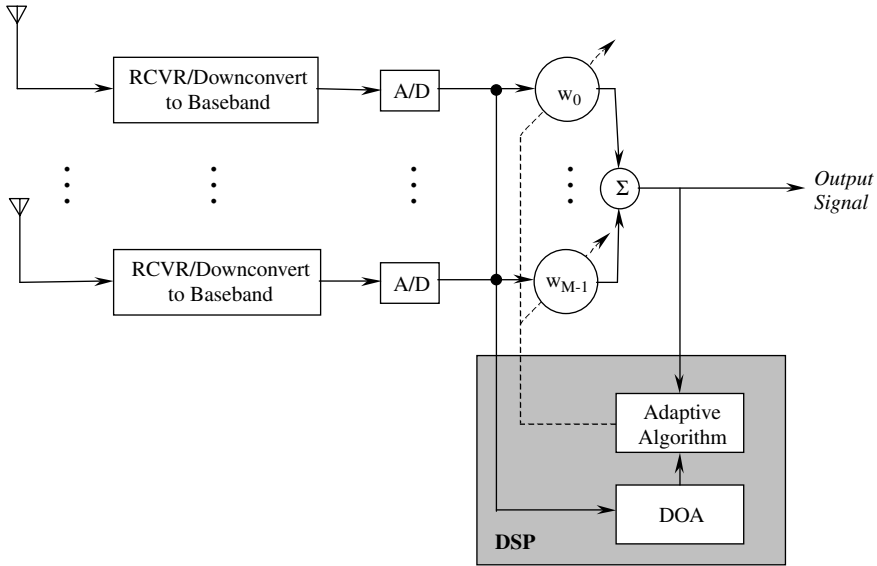 RCVR/Downconvert
to Baseband
A/D
w0
Σ
Output
Signal
RCVR/Downconvert
to Baseband
A/D
wM-1
Adaptive
Algorithm
DOA
DSP